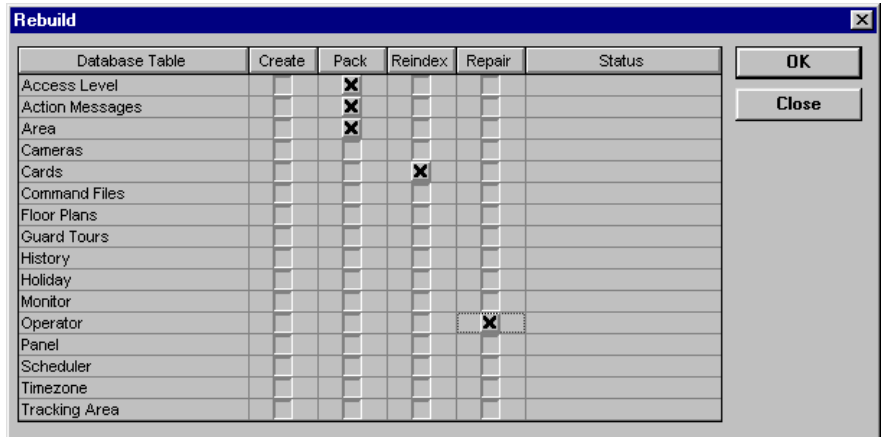 Rebuild
Database Table Create Pack Reindex Repair Status
OK
Access Level
Action Messages
Close
Area
Cameras
Cards
Command Files
Floor Plans
Guard Tours
History
Holiday
Monitor
Operator
Panel
Scheduler
Timezone
Tracking Area